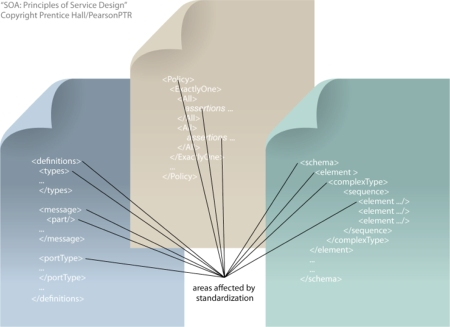 "SOA: Principles of Service Design"
Copyright Prentice Hall/PearsonPTR
<Policy>
<ExactlyOne>
<All>
assertions ...
</All>
<All>
assertions ...
</All>
</ExactlyOne>
...
</Policy>
<definitions>
<types>
...
</types>
<message>
<part/>
...
</message>
<portType>
...
</portType>
...
</definitions>
<schema>
<element >
<complexType>
<sequence>
<element .../>
<element .../>
<element .../>
</sequence>
</complexType>
</element>
...
...
</schema>
areas affected by
standardization